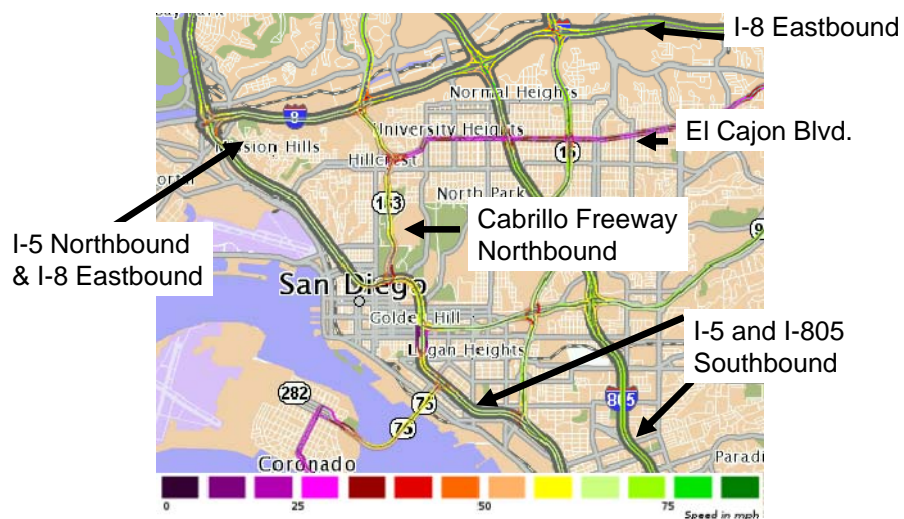 I-8 Eastbound
Normal Heights
8
University Heights
El Cajon Blvd.
Mission Hills
Hillcrest
15
North Park
163
Cabrillo Freeway
Northbound
I-5 Northbound
& I-8 Eastbound
San Diego
Golden Hill
Logan Heights
I-5 and I-805
Southbound
282
75
75
805
Coronado
Paradi
0
25
50
75
Speed in mph